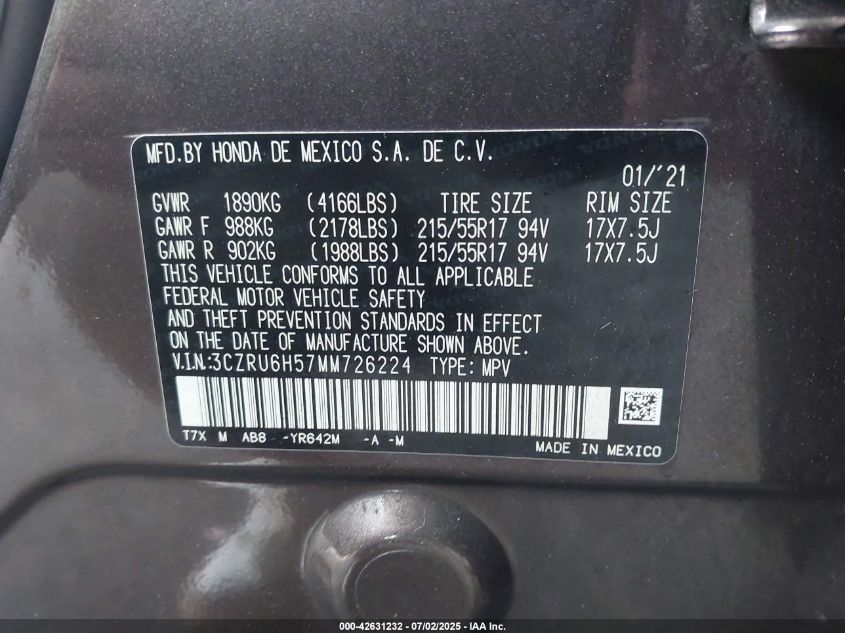 MFD.BY HONDA DE MEXICO S.A. DE C.V.
01/'21
GVWR 1890KG (4166LBS) TIRE SIZE RIM SIZE
GAWR F 988KG (2178LBS) 215/55R17 94V 17X7.5J
GAWR R 902KG (1988LBS) 215/55R17 94V 17X7.5J
THIS VEHICLE CONFORMS TO ALL APPLICABLE
FEDERAL MOTOR VEHICLE SAFETY
AND THEFT PREVENTION STANDARDS IN EFFECT
ON THE DATE OF MANUFACTURE SHOWN ABOVE.
V.I.N:3CZRU6H57MM726224 TYPE: MPV
T7X M AB8 -YR642M -A -M
MADE IN MEXICO
000-42631232 - 07/02/2025 - IAA Inc.